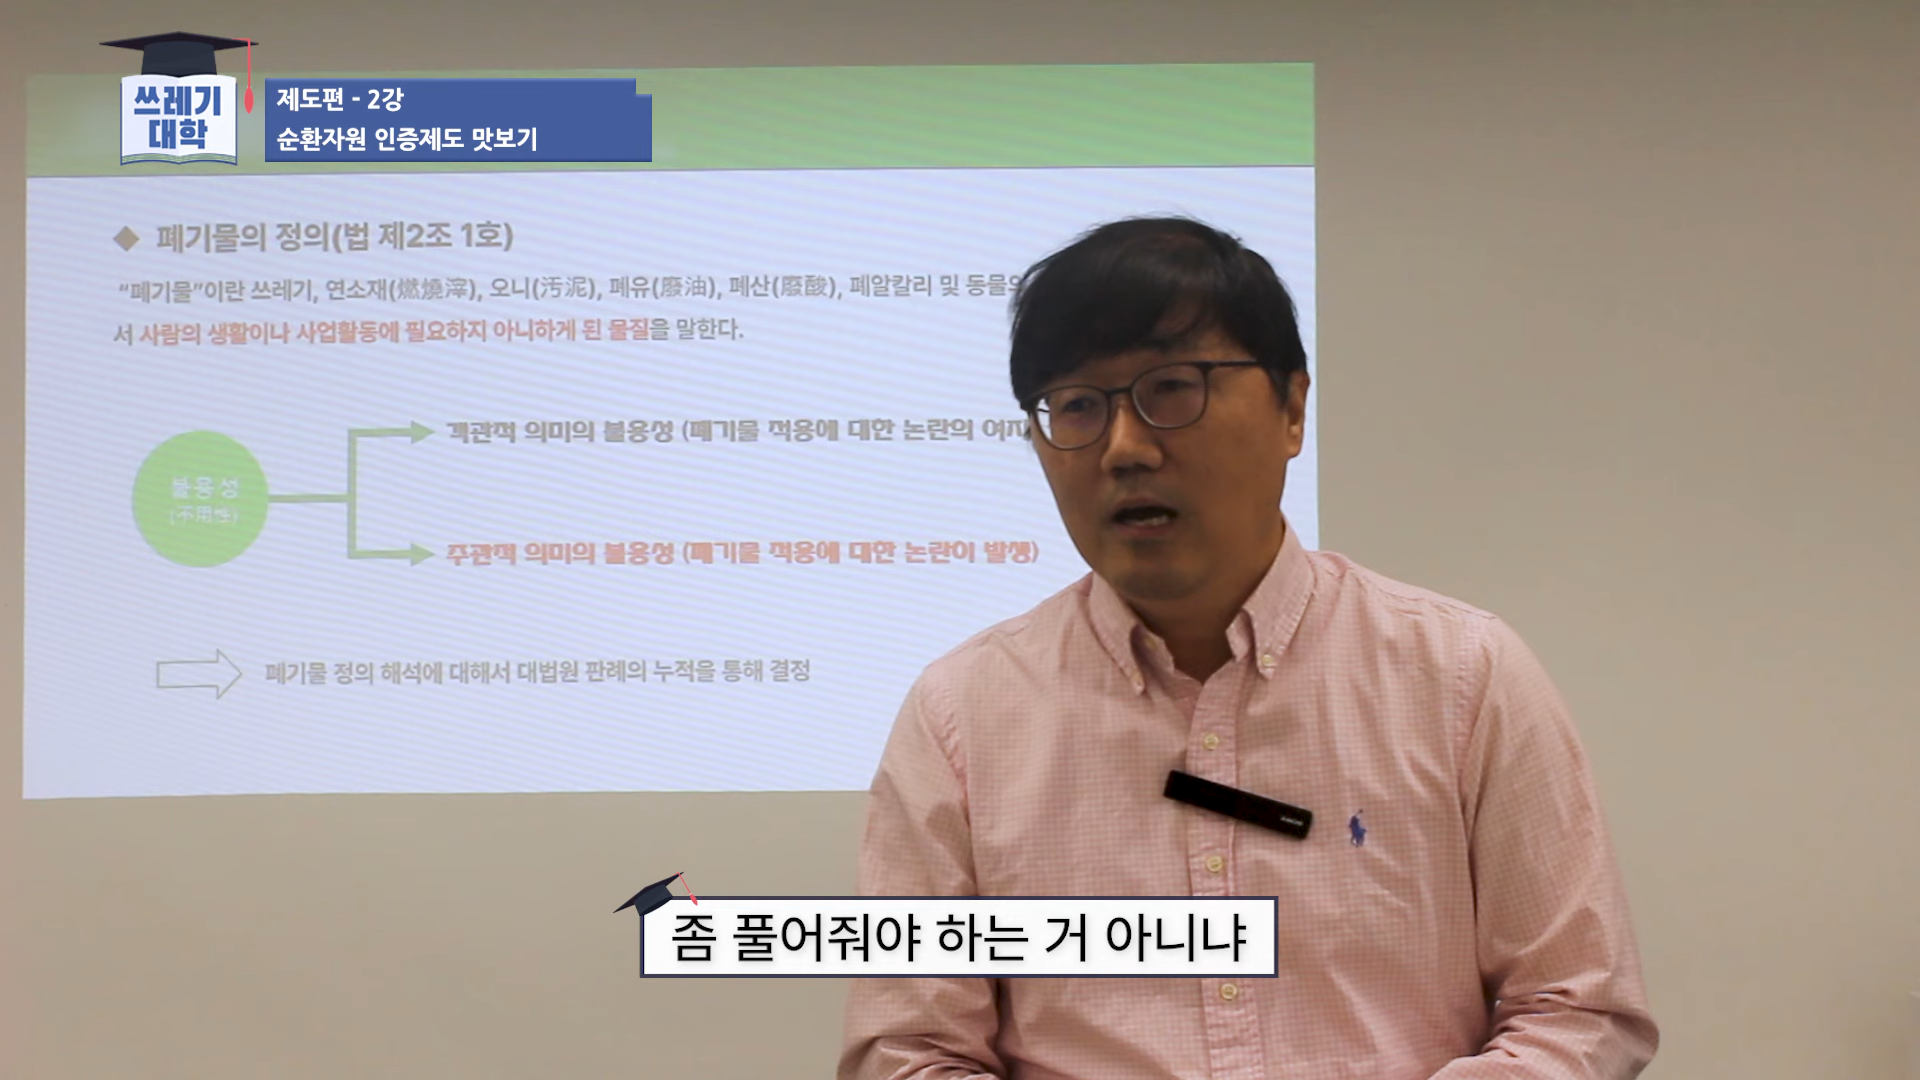 쓰레기
대학
제도편 - 2강
순환자원 인증제도 맛보기
◆ 폐기물의 정의(법 제2조 1호)
“폐기물”이란 쓰레기, 연소재(燃燒滓), 오니(汚泥), 폐유(廢油), 폐산(廢酸), 폐알칼리 및 동물의
서 사람의 생활이나 사업활동에 필요하지 아니하게 된 물질을 말한다.
객관적 의미의 불용성 (폐기물 적용에 대한 논란의 여지
불용성
(不用性)
주관적 의미의 불용성 (폐기물 적용에 대한 논란이 발생)
폐기물 정의 해석에 대해서 대법원 판례의 누적을 통해 결정
좀 풀어줘야 하는 거 아니냐